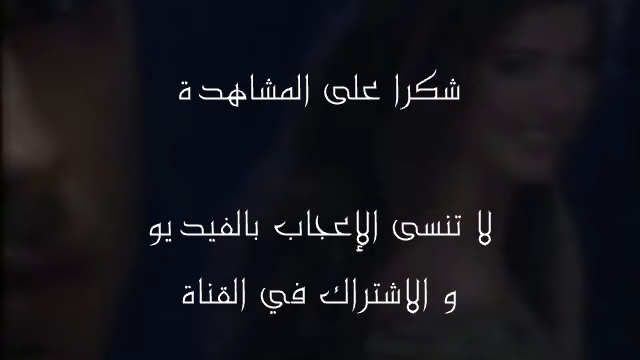 شكرا على المشاهدة
لا تنسى الإعجاب بالفيديو
و الاشتراك في القناة